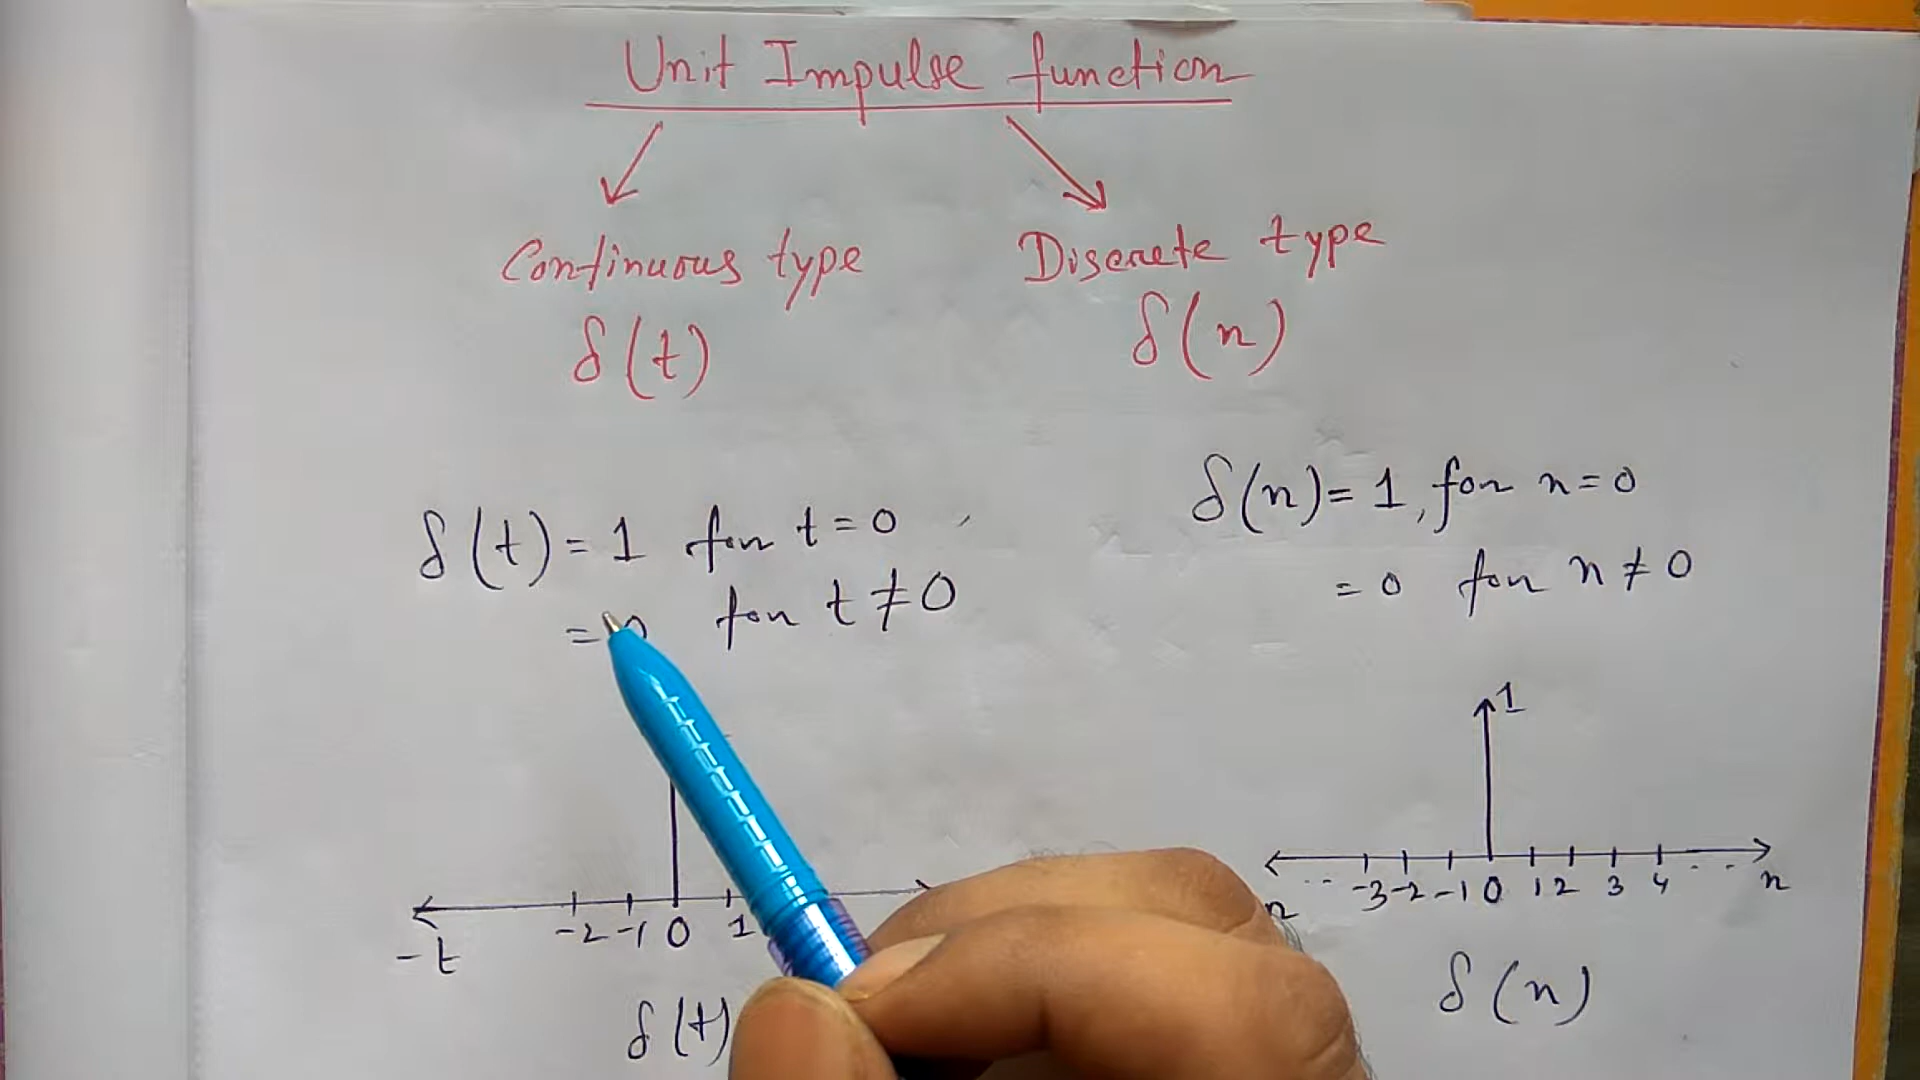 Unit Impulse function
Continuous type
δ(t)
Discrete type
δ(n)
δ(t) = 1 for t = 0
= 0 for t ≠ 0
δ(n) = 1, for n = 0
= 0 for n ≠ 0
-2 -1 0 1
-t
δ(t)
1
.. -3 -2 -1 0 1 2 3 4 . . n
δ(n)